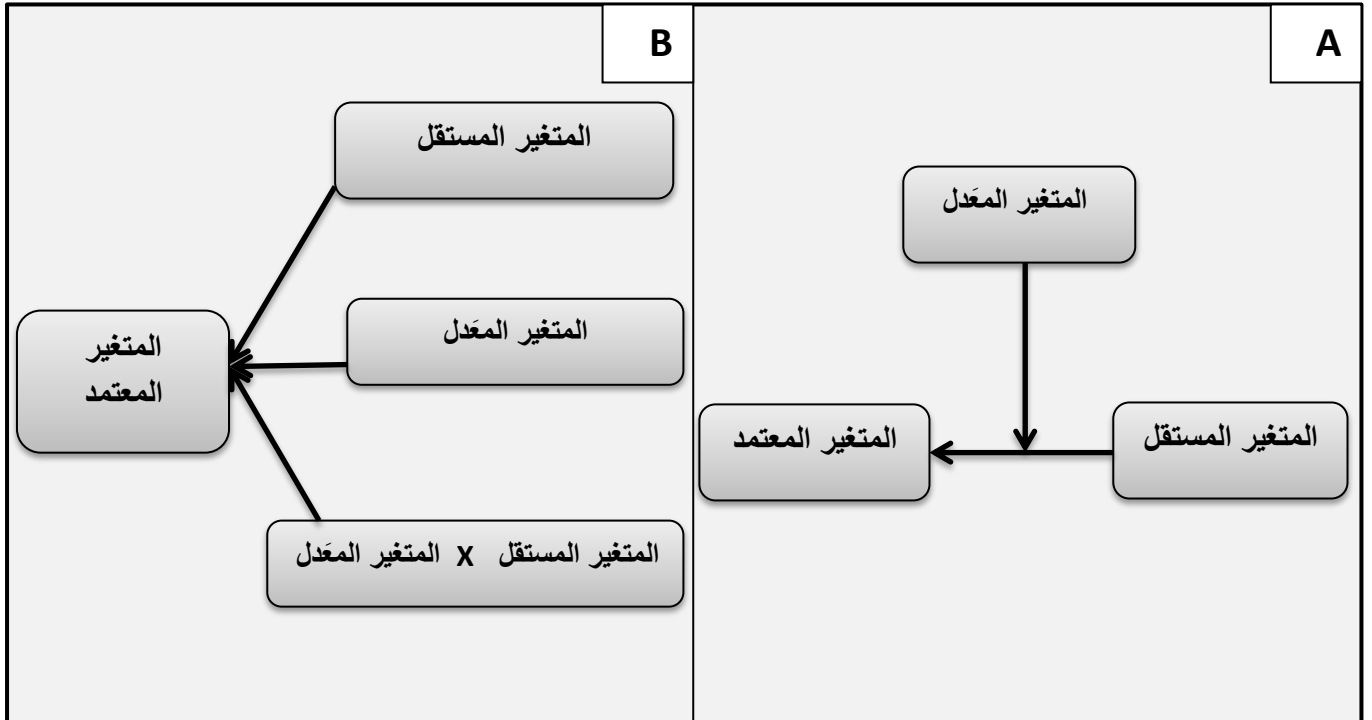 A
المتغير المعَدل
المتغير المستقل
المتغير المعتمد
B
المتغير المستقل
المتغير المعَدل
المتغير
المعتمد
المتغير المستقل X المتغير المعَدل